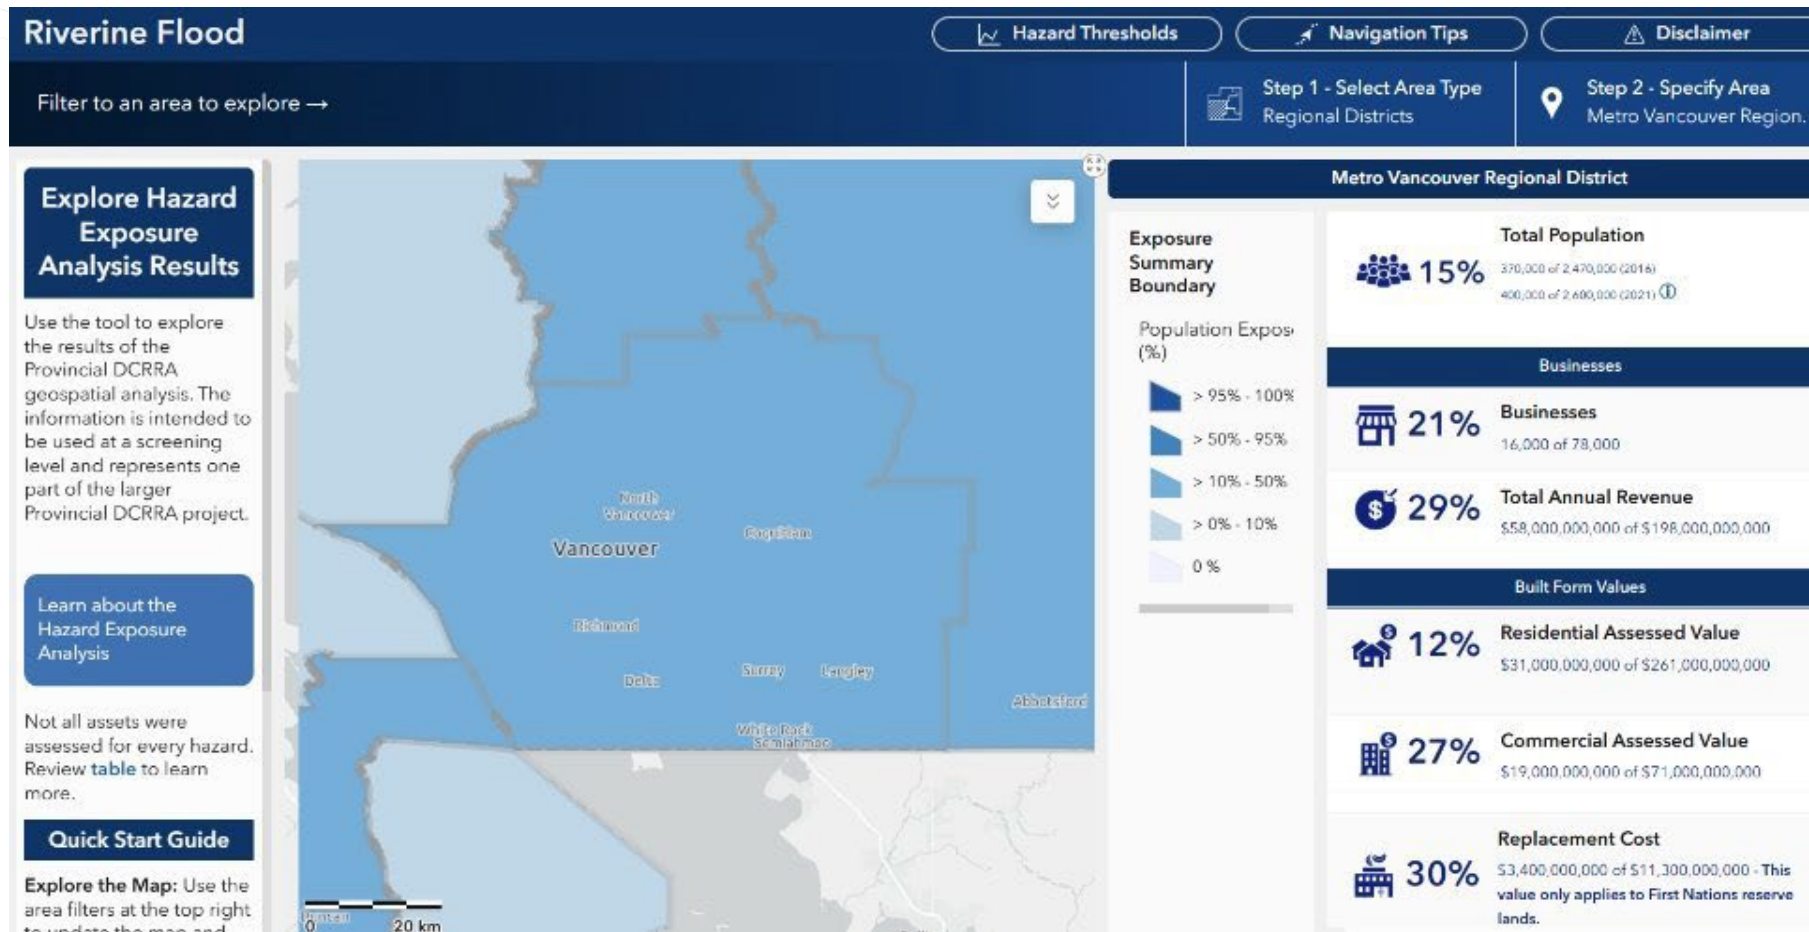 Riverine Flood
Hazard Thresholds
Navigation Tips
Disclaimer
Filter to an area to explore →
Step 1 - Select Area Type
Regional Districts
Step 2 - Specify Area
Metro Vancouver Region.
Explore Hazard
Exposure
Analysis Results
Use the tool to explore
the results of the
Provincial DCRRA
geospatial analysis. The
information is intended to
be used at a screening
level and represents one
part of the larger
Provincial DCRRA project.
Learn about the
Hazard Exposure
Analysis
Not all assets were
assessed for every hazard.
Review table to learn
more.
Quick Start Guide
Explore the Map: Use the
area filters at the top right
to update the map and
North
Vancouver
Coquitlam
Vancouver
Richmond
Surrey
Langley
Delta
Abbotsford
White Rock
Semiahmoo
Duncan
0
20 km
Metro Vancouver Regional District
Exposure
Summary
Boundary
Population Expos
(%)
> 95% - 100%
> 50% - 95%
> 10% - 50%
> 0% - 10%
0 %
Total Population
15%
370,000 of 2,470,000 (2016)
400,000 of 2,600,000 (2021)
Businesses
21%
Businesses
16,000 of 78,000
29%
Total Annual Revenue
$58,000,000,000 of $198,000,000,000
Built Form Values
12%
Residential Assessed Value
$31,000,000,000 of $261,000,000,000
27%
Commercial Assessed Value
$19,000,000,000 of $71,000,000,000
30%
Replacement Cost
$3,400,000,000 of $11,300,000,000 - This
value only applies to First Nations reserve
lands.